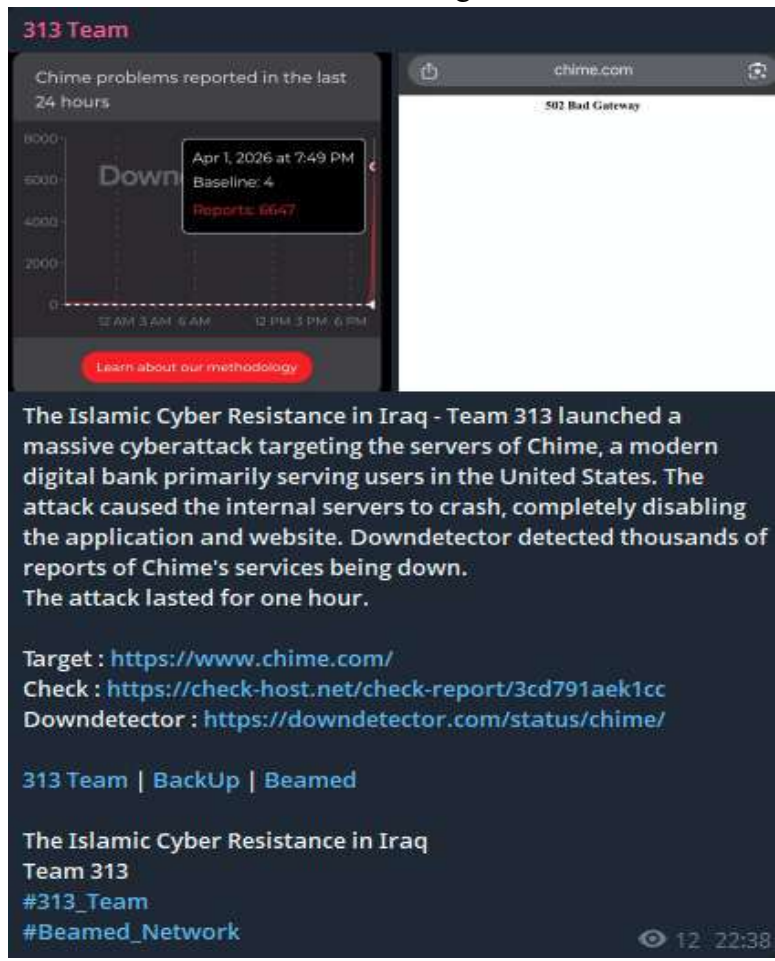 313 Team
Chime problems reported in the last
24 hours
8000
6000
4000
2000
0
Down
Apr 1, 2026 at 7:49 PM
Baseline: 4
Reports: 6647
12 AM 3 AM 6 AM 12 PM 3 PM 6 PM
Learn about our methodology
chime.com
502 Bad Gateway
The Islamic Cyber Resistance in Iraq - Team 313 launched a
massive cyberattack targeting the servers of Chime, a modern
digital bank primarily serving users in the United States. The
attack caused the internal servers to crash, completely disabling
the application and website. Downdetector detected thousands of
reports of Chime's services being down.
The attack lasted for one hour.
Target : https://www.chime.com/
Check : https://check-host.net/check-report/3cd791aek1cc
Downdetector : https://downdetector.com/status/chime/
313 Team | BackUp | Beamed
The Islamic Cyber Resistance in Iraq
Team 313
#313_Team
#Beamed_Network
12 22:38